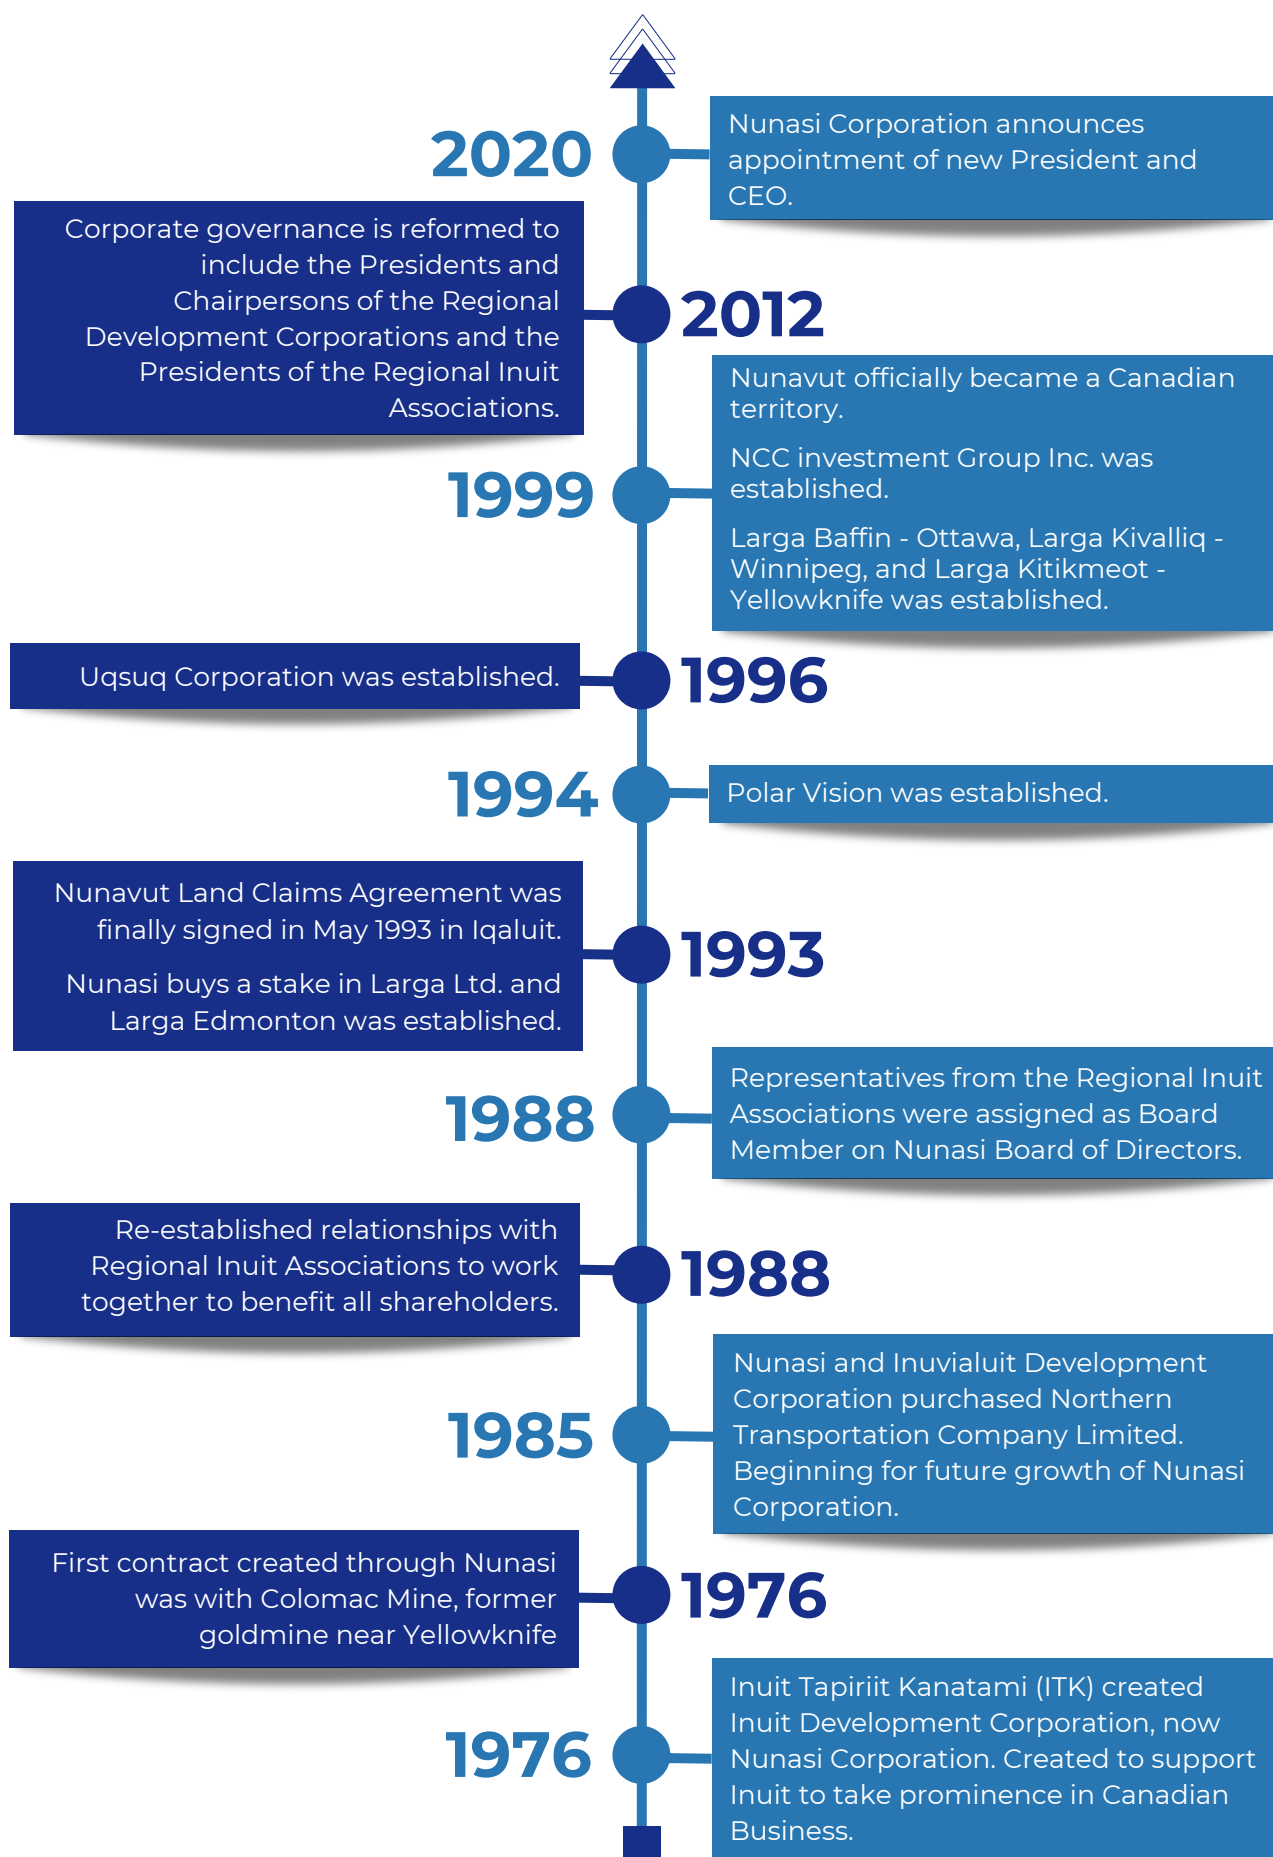 2020
Nunasi Corporation announces
appointment of new President and
CEO.
Corporate governance is reformed to
include the Presidents and
Chairpersons of the Regional
Development Corporations and the
Presidents of the Regional Inuit
Associations.
2012
1999
Nunavut officially became a Canadian
territory.
NCC investment Group Inc. was
established.
Larga Baffin - Ottawa, Larga Kivalliq -
Winnipeg, and Larga Kitikmeot -
Yellowknife was established.
Uqsuq Corporation was established.
1996
1994
Polar Vision was established.
Nunavut Land Claims Agreement was
finally signed in May 1993 in Iqaluit.
Nunasi buys a stake in Larga Ltd. and
Larga Edmonton was established.
1993
1988
Representatives from the Regional Inuit
Associations were assigned as Board
Member on Nunasi Board of Directors.
Re-established relationships with
Regional Inuit Associations to work
together to benefit all shareholders.
1988
1985
Nunasi and Inuvialuit Development
Corporation purchased Northern
Transportation Company Limited.
Beginning for future growth of Nunasi
Corporation.
First contract created through Nunasi
was with Colomac Mine, former
goldmine near Yellowknife
1976
1976
Inuit Tapiriit Kanatami (ITK) created
Inuit Development Corporation, now
Nunasi Corporation. Created to support
Inuit to take prominence in Canadian
Business.